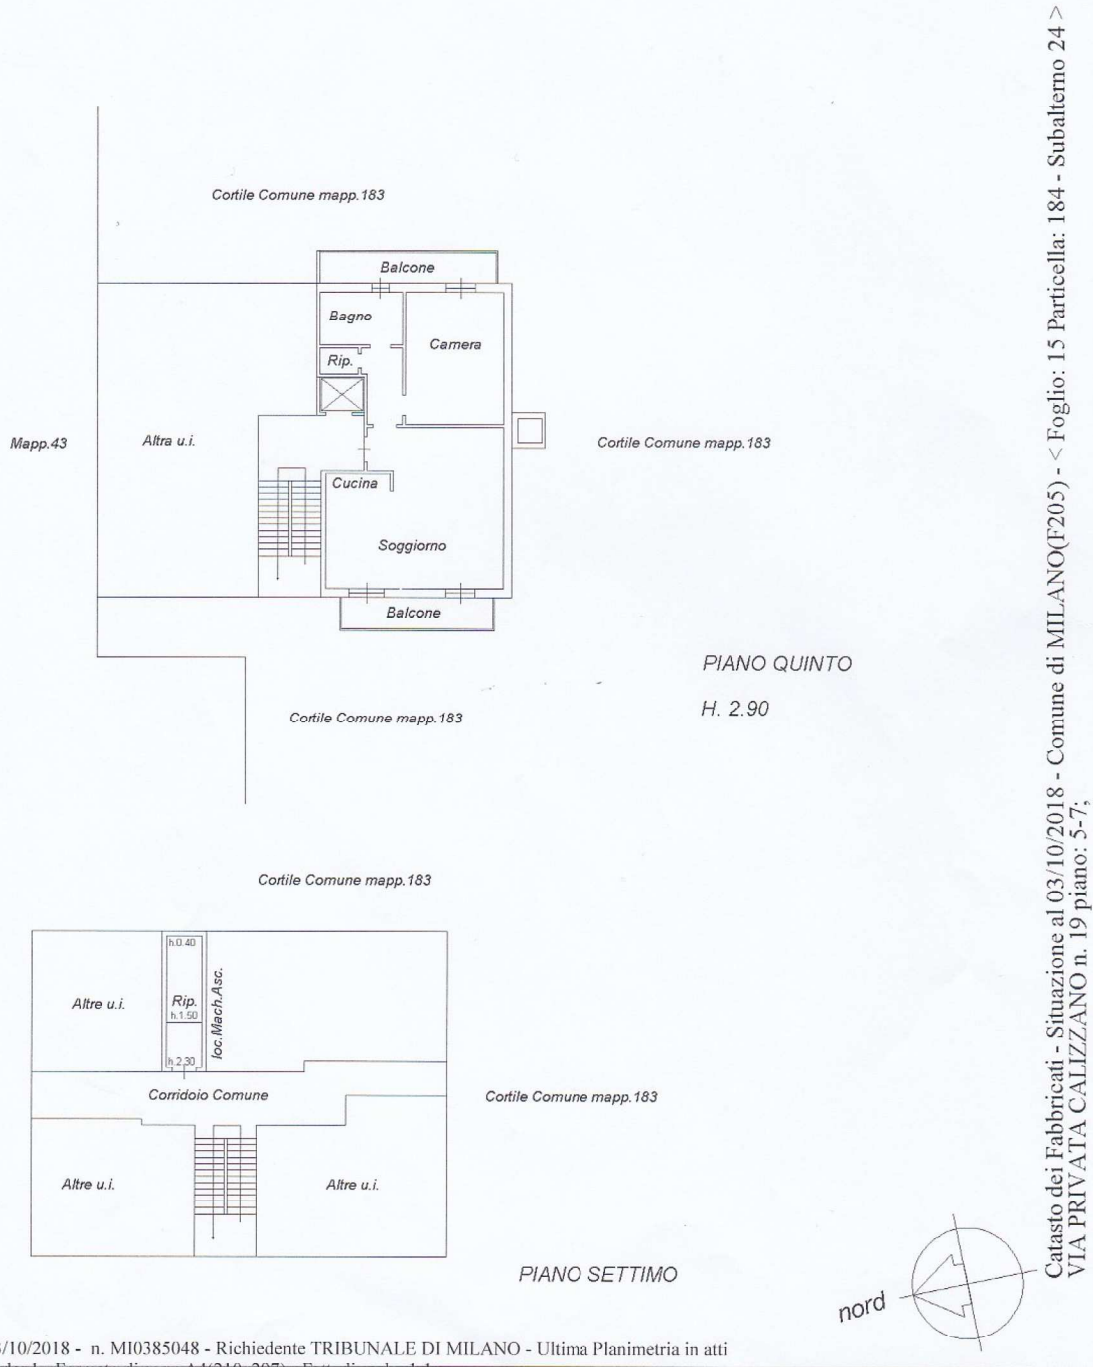 Cortile Comune mapp.183
Balcone
Bagno
Camera
Rip.
Mapp.43
Altra u.i.
Cortile Comune mapp.183
Cucina
Soggiorno
Balcone
PIANO QUINTO
H. 2.90
Cortile Comune mapp.183
Cortile Comune mapp.183
h.0.40
Altre u.i.
Rip.
h.1.50
loc.Mach.Asc.
h.2.30
Corridoio Comune
Cortile Comune mapp.183
Altre u.i.
Altre u.i.
PIANO SETTIMO
nord
/10/2018 - n. MI0385048 - Richiedente TRIBUNALE DI MILANO - Ultima Planimetria in atti
Catasto dei Fabbricati - Situazione al 03/10/2018 - Comune di MILANO(F205) - < Foglio: 15 Particella: 184 - Subalterno 24 >
VIA PRIVATA CALIZZANO n. 19 piano: 5-7;